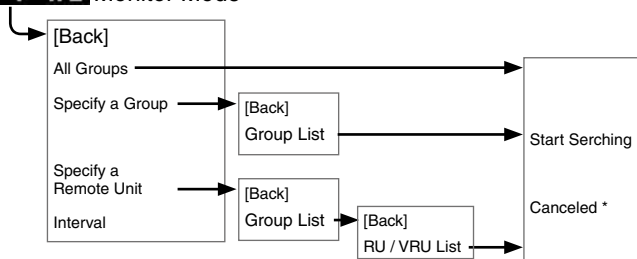 Monitor Mode
[Back]
All Groups
Specify a Group
[Back]
Group List
Start Serching
Specify a
Remote Unit
[Back]
Group List
[Back]
RU / VRU List
Canceled *
Interval